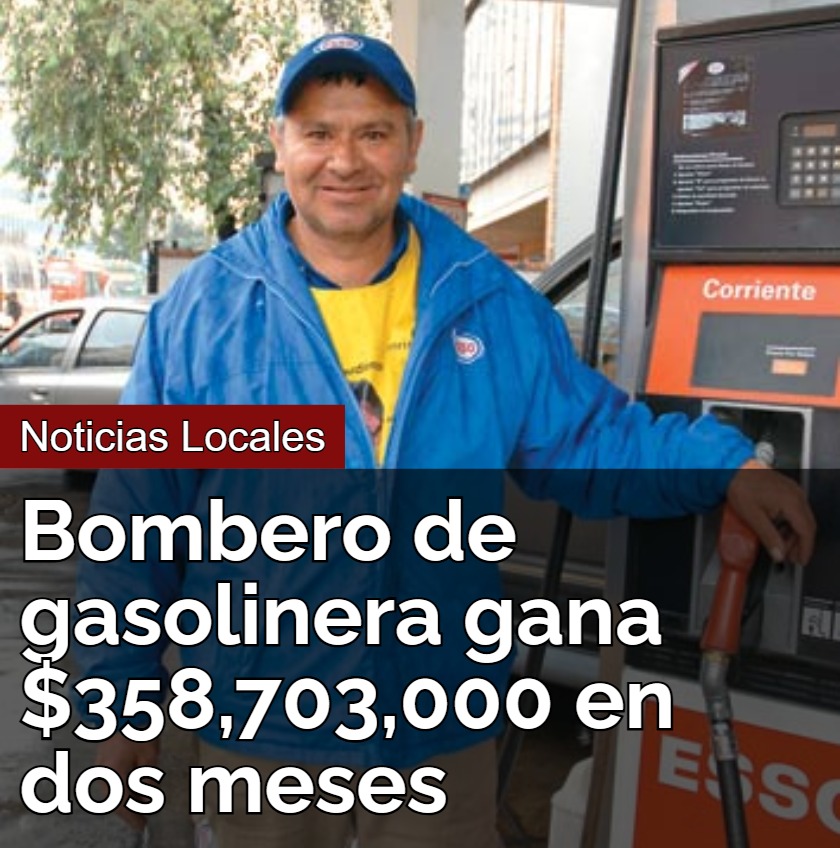 Corriente
Noticias Locales
Bombero de
gasolinera gana
$358,703,000 en
dos meses
ESSO